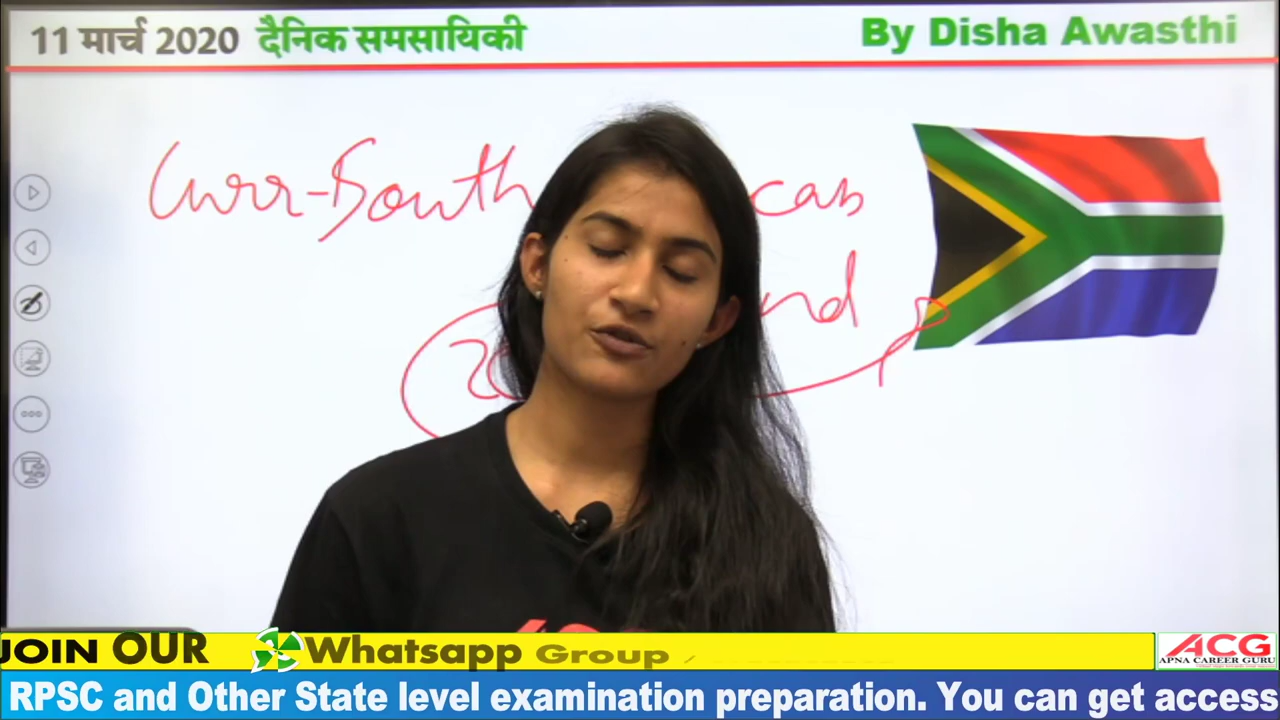 11 मार्च 2020 दैनिक समसायिकी
By Disha Awasthi
Curr-South
JOIN OUR Whatsapp Group
ACG
APNA CAREER GURU
RPSC and Other State level examination preparation. You can get access